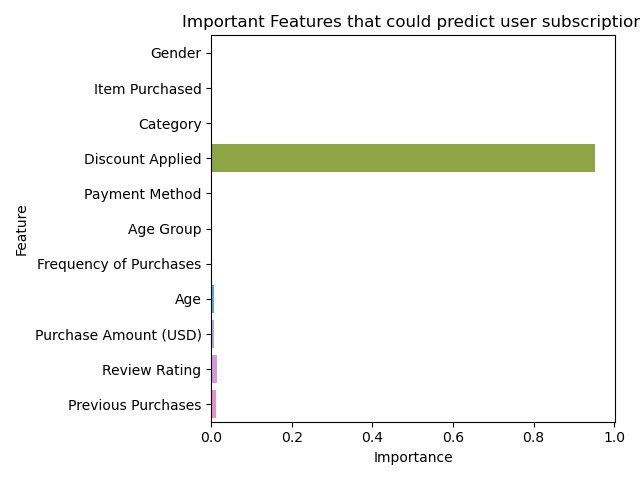 Important Features that could predict user subscription
Gender
Item Purchased
Category
Discount Applied
Payment Method
Age Group
Frequency of Purchases
Age
Purchase Amount (USD)
Review Rating
Previous Purchases
Feature
0.0 0.2 0.4 0.6 0.8 1.0
Importance